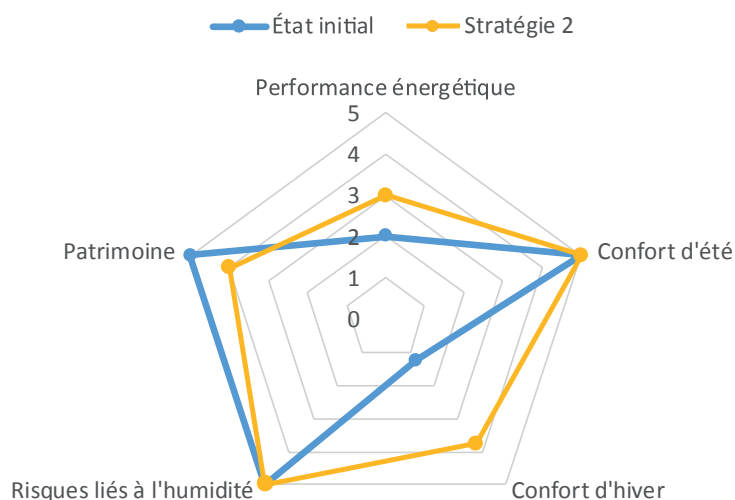 État initial
Stratégie 2
Performance énergétique
5
4
3
2
1
0
Patrimoine
Confort d'été
Risques liés à l'humidité
Confort d'hiver